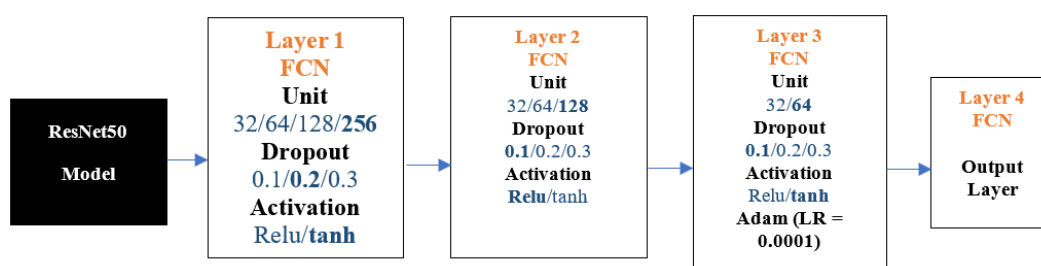 ResNet50
Model
Layer 1
FCN
Unit
32/64/128/256
Dropout
0.1/0.2/0.3
Activation
Relu/tanh
Layer 2
FCN
Unit
32/64/128
Dropout
0.1/0.2/0.3
Activation
Relu/tanh
Layer 3
FCN
Unit
32/64
Dropout
0.1/0.2/0.3
Activation
Relu/tanh
Adam (LR =
0.0001)
Layer 4
FCN
Output
Layer